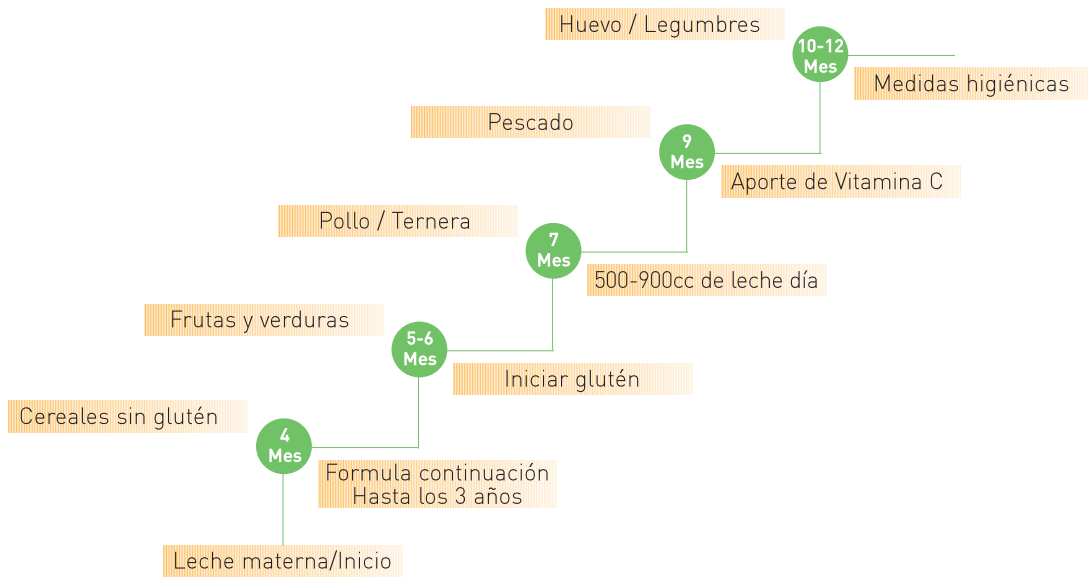 Huevo / Legumbres
10-12
Mes
Medidas higiénicas
Pescado
9
Mes
Aporte de Vitamina C
Pollo / Ternera
7
Mes
500-900cc de leche día
Frutas y verduras
5-6
Mes
Iniciar glutén
Cereales sin glutén
4
Mes
Formula continuación
Hasta los 3 años
Leche materna/Inicio